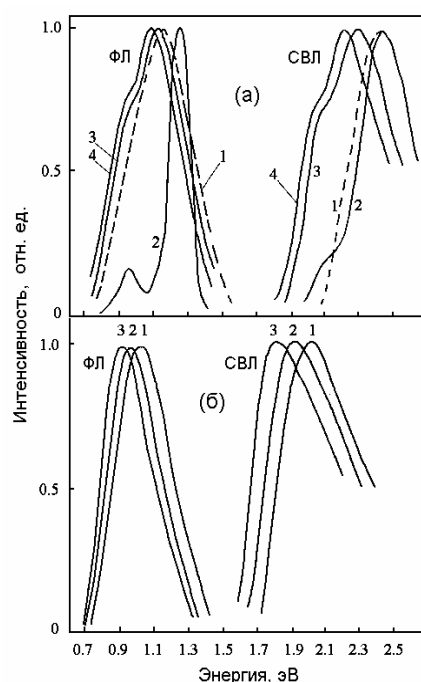 Интенсивность, отн. ед.
1.0
0.5
0
ФЛ
СВЛ
(а)
3
4
2
1
4
3
1
2
1.0
0.5
0.0
3 2 1
ФЛ
СВЛ
3 2 1
(б)
0.7 0.9 1.1 1.3 1.5 1.7 1.9 2.1 2.3 2.5
Энергия, эВ